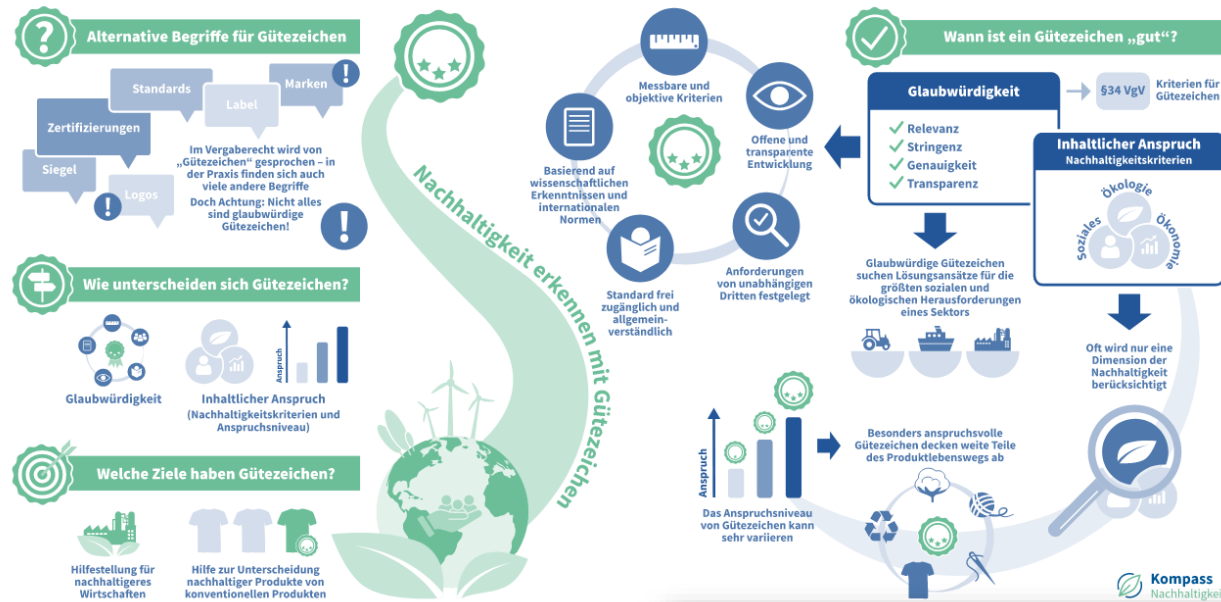 Alternative Begriffe für Gütezeichen
Standards
Marken
Label
Zertifizierungen
Siegel
Logos
Im Vergaberecht wird von
„Gütezeichen“ gesprochen – in
der Praxis finden sich auch
viele andere Begriffe
Doch Achtung: Nicht alles
sind glaubwürdige
Gütezeichen!
Wie unterscheiden sich Gütezeichen?
Glaubwürdigkeit
Anspruch
Inhaltlicher Anspruch
(Nachhaltigkeitskriterien und
Anspruchsniveau)
Welche Ziele haben Gütezeichen?
Hilfestellung für
nachhaltigeres
Wirtschaften
Hilfe zur Unterscheidung
nachhaltiger Produkte von
konventionellen Produkten
Nachhaltigkeit erkennen mit Gütezeichen
Messbare und
objektive Kriterien
Offene und
transparente
Entwicklung
Basierend auf
wissenschaftlichen
Erkenntnissen und
internationalen
Normen
Anforderungen
von unabhängigen
Dritten festgelegt
Standard frei
zugänglich und
allgemein-
verständlich
Wann ist ein Gütezeichen „gut“?
Glaubwürdigkeit
Relevanz
Stringenz
Genauigkeit
Transparenz
§34 VgV
Kriterien für
Gütezeichen
Inhaltlicher Anspruch
Nachhaltigkeitskriterien
Ökologie
Soziales
Ökonomie
Glaubwürdige Gütezeichen
suchen Lösungsansätze für die
größten sozialen und
ökologischen Herausforderungen
eines Sektors
Oft wird nur eine
Dimension der
Nachhaltigkeit
berücksichtigt
Anspruch
Das Anspruchsniveau
von Gütezeichen kann
sehr variieren
Besonders anspruchsvolle
Gütezeichen decken weite Teile
des Produktlebenswegs ab
Kompass
Nachhaltigkei